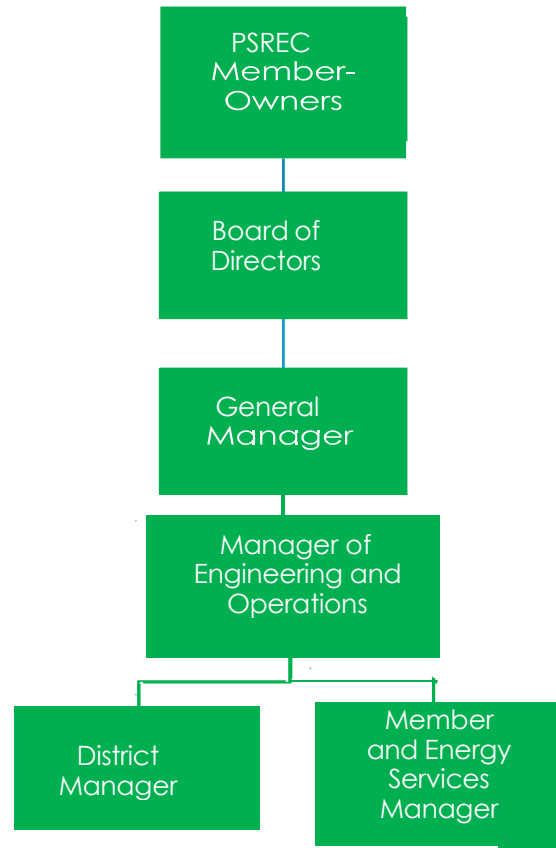 PSREC
Member-
Owners
Board of
Directors
General
Manager
Manager of
Engineering and
Operations
District
Manager
Member
and Energy
Services
Manager